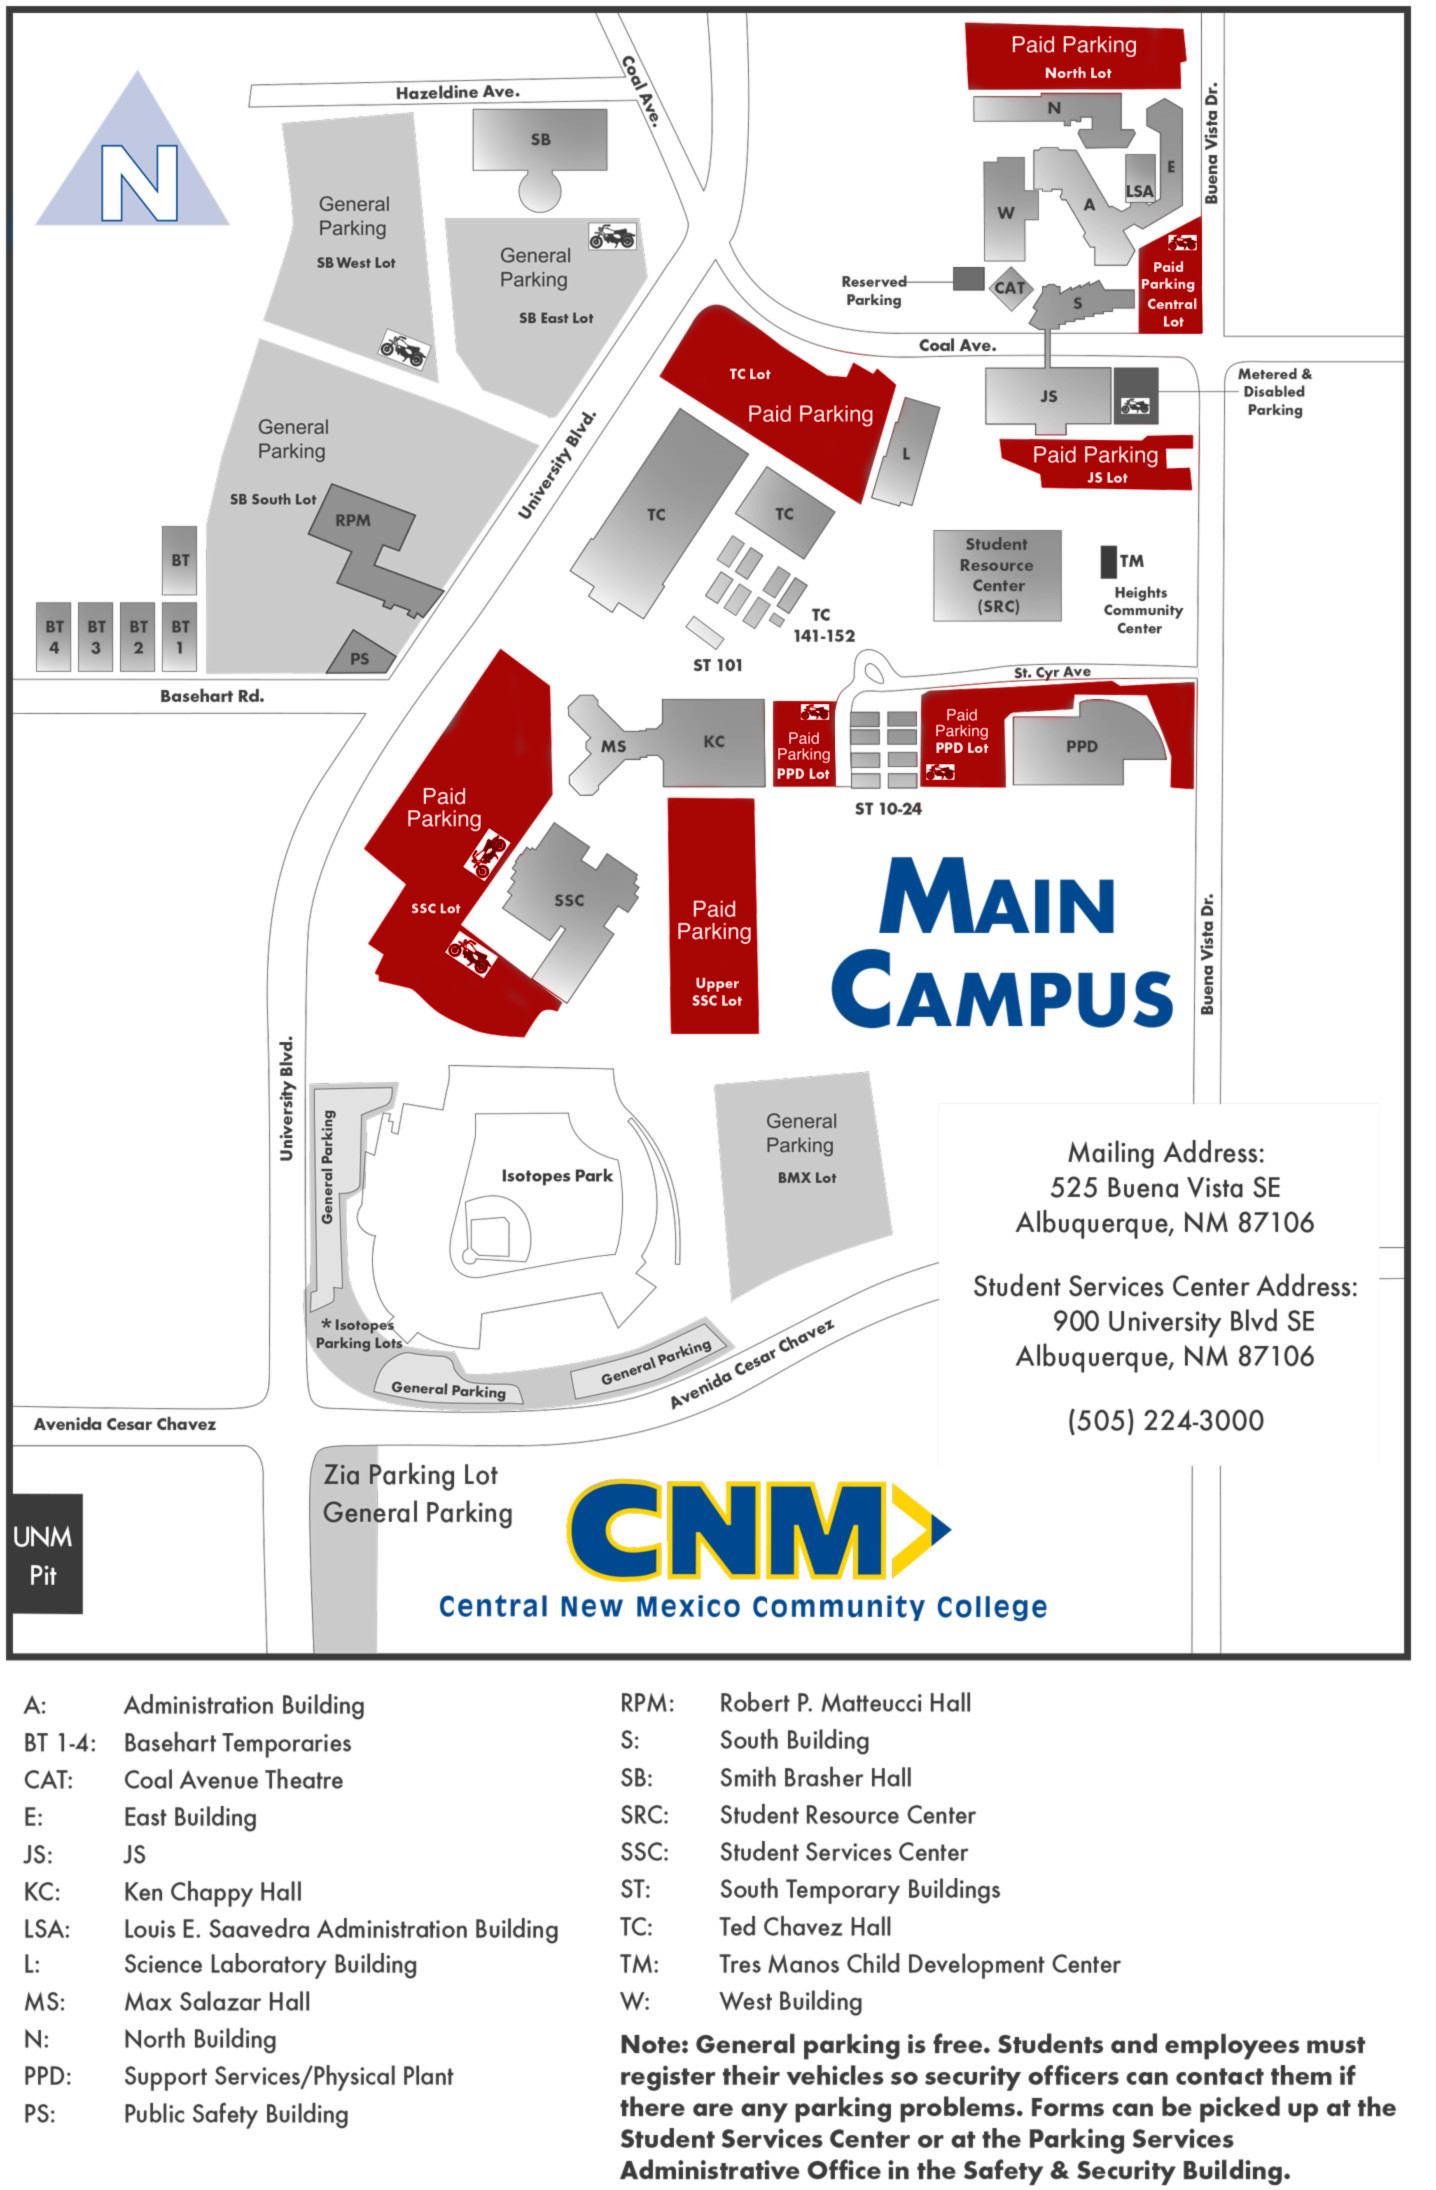 Paid Parking
North Lot
Coal Ave.
Hazeldine Ave.
Buena Vista Dr.
N
N
SB
E
LSA
A
W
General
Parking
SB West Lot
General
Parking
SB East Lot
Paid
Parking
Central
Lot
Reserved
Parking
CAT
S
Coal Ave.
TC Lot
Paid Parking
JS
Metered &
Disabled
Parking
General
Parking
SB South Lot
University Blvd.
L
Paid Parking
JS Lot
RPM
TC
TC
Student
Resource
Center
(SRC)
TM
Heights
Community
Center
BT
BT
4
BT
3
BT
2
BT
1
PS
TC
141-152
ST 101
St. Cyr Ave
Basehart Rd.
MS
KC
Paid
Parking
PPD Lot
Paid
Parking
PPD Lot
PPD
ST 10-24
Paid
Parking
SSC Lot
SSC
Paid
Parking
Upper
SSC Lot
Main
Campus
Buena Vista Dr.
University Blvd.
General Parking
Isotopes Park
General
Parking
BMX Lot
Mailing Address:
525 Buena Vista SE
Albuquerque, NM 87106
Student Services Center Address:
900 University Blvd SE
Albuquerque, NM 87106
(505) 224-3000
* Isotopes
Parking Lots
General Parking
General Parking
Avenida Cesar Chavez
Avenida Cesar Chavez
Zia Parking Lot
General Parking
UNM
Pit
CNM
Central New Mexico Community College
A: Administration Building
BT 1-4: Basehart Temporaries
CAT: Coal Avenue Theatre
E: East Building
JS: JS
KC: Ken Chappy Hall
LSA: Louis E. Saavedra Administration Building
L: Science Laboratory Building
MS: Max Salazar Hall
N: North Building
PPD: Support Services/Physical Plant
PS: Public Safety Building
RPM: Robert P. Matteucci Hall
S: South Building
SB: Smith Brasher Hall
SRC: Student Resource Center
SSC: Student Services Center
ST: South Temporary Buildings
TC: Ted Chavez Hall
TM: Tres Manos Child Development Center
W: West Building
Note: General parking is free. Students and employees must
register their vehicles so security officers can contact them if
there are any parking problems. Forms can be picked up at the
Student Services Center or at the Parking Services
Administrative Office in the Safety & Security Building.